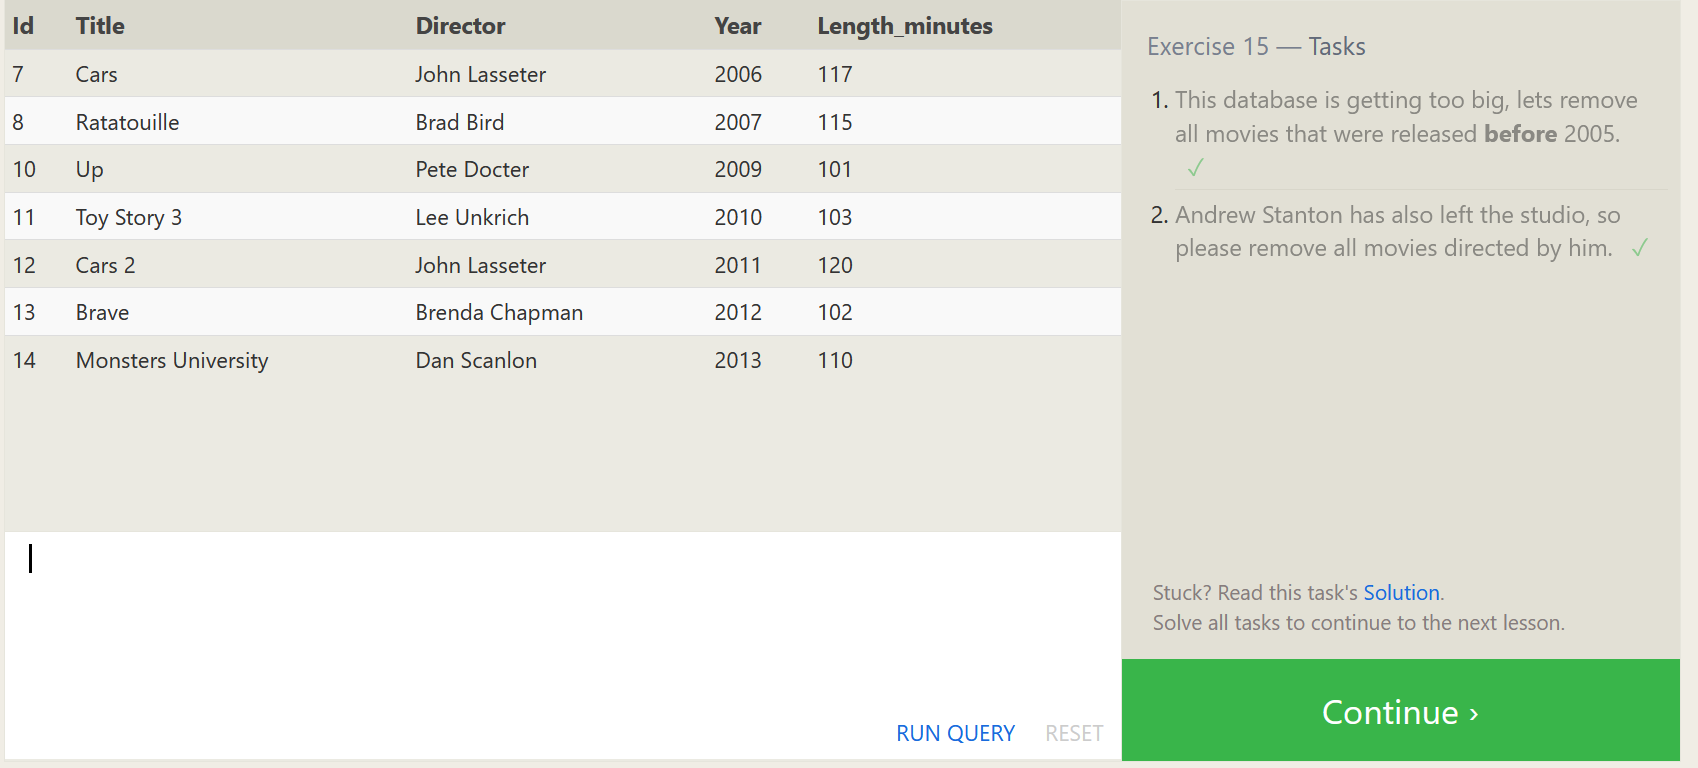 Id Title Director Year Length_minutes
7 Cars John Lasseter 2006 117
8 Ratatouille Brad Bird 2007 115
10 Up Pete Docter 2009 101
11 Toy Story 3 Lee Unkrich 2010 103
12 Cars 2 John Lasseter 2011 120
13 Brave Brenda Chapman 2012 102
14 Monsters University Dan Scanlon 2013 110
RUN QUERY RESET
Exercise 15 — Tasks
1. This database is getting too big, lets remove
all movies that were released before 2005.
✓
2. Andrew Stanton has also left the studio, so
please remove all movies directed by him. ✓
Stuck? Read this task's Solution.
Solve all tasks to continue to the next lesson.
Continue ›